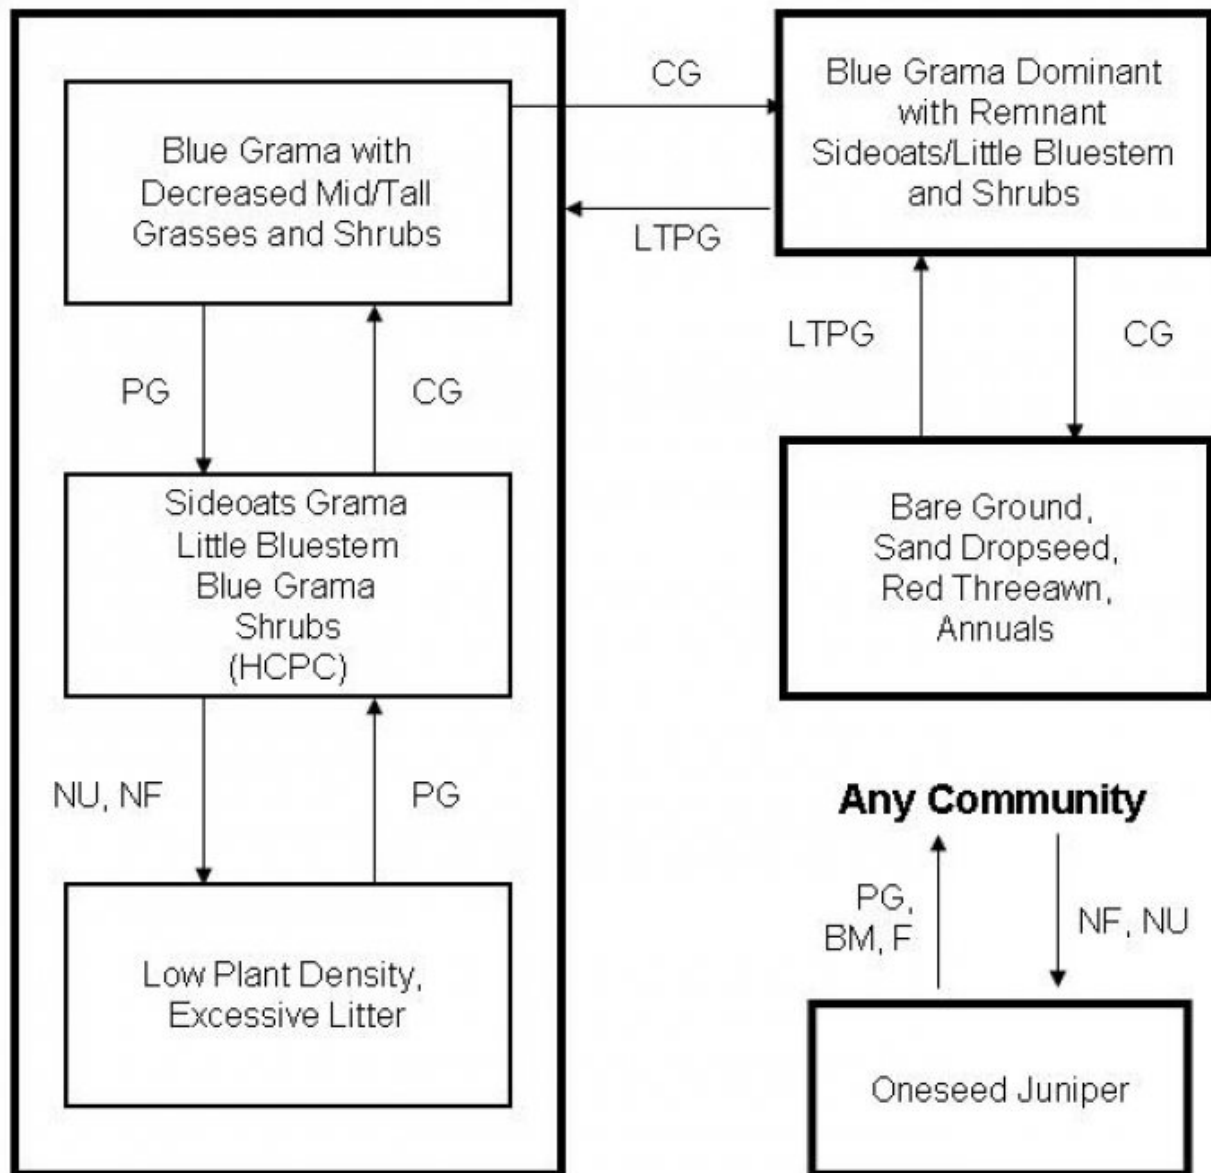 Blue Grama with
Decreased Mid/Tall
Grasses and Shrubs
CG
LTPG
Blue Grama Dominant
with Remnant
Sideoats/Little Bluestem
and Shrubs
PG
CG
LTPG
CG
Sideoats Grama
Little Bluestem
Blue Grama
Shrubs
(HCPC)
Bare Ground,
Sand Dropseed,
Red Threeawn,
Annuals
NU, NF
PG
Low Plant Density,
Excessive Litter
Any Community
PG,
BM, F
NF, NU
Oneseed Juniper